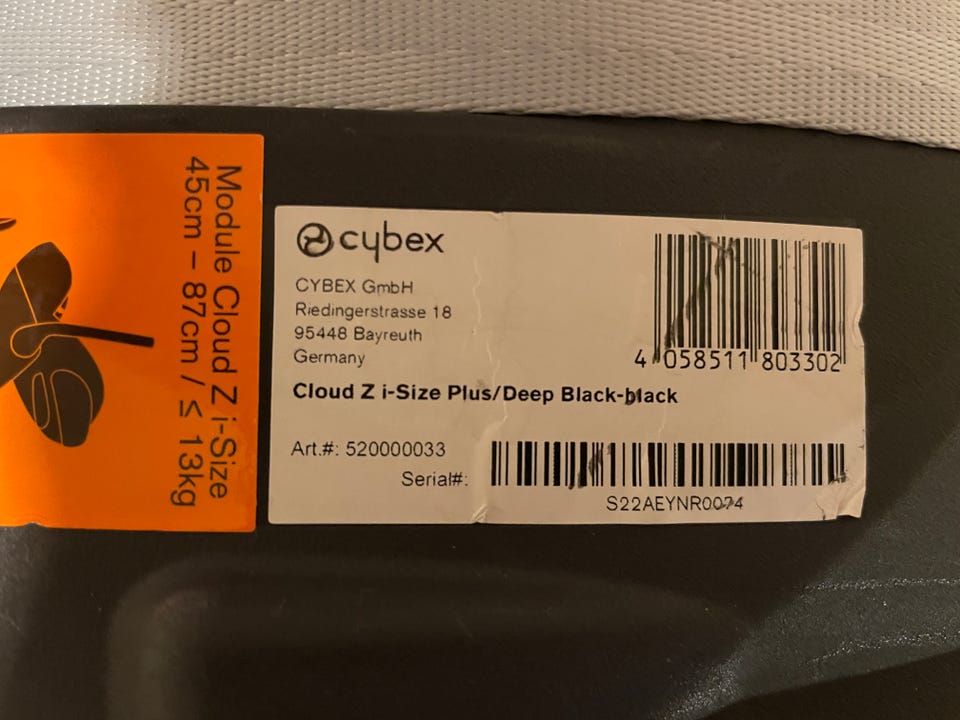 Module Cloud Z i-Size
45cm – 87cm / ≤ 13kg
cybex
CYBEX GmbH
Riedingerstrasse 18
95448 Bayreuth
Germany
4 058511 803302
Cloud Z i-Size Plus/Deep Black-black
Art.#: 520000033
Serial#:
S22AEYNR0074